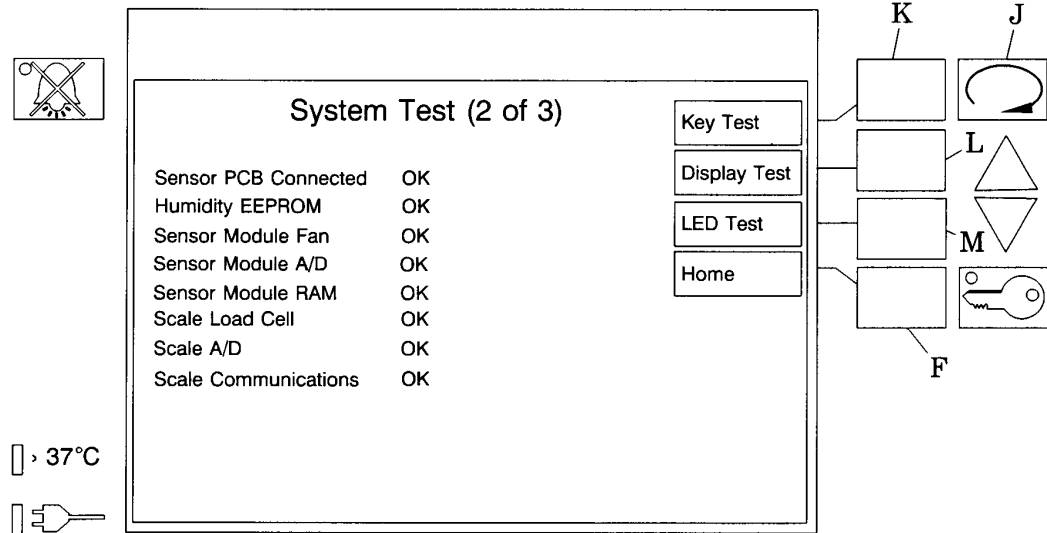 K
J
System Test (2 of 3)
Key Test
L
Display Test
Sensor PCB Connected OK
Humidity EEPROM OK
LED Test
Sensor Module Fan OK
M
Sensor Module A/D OK
Home
Sensor Module RAM OK
Scale Load Cell OK
Scale A/D OK
F
Scale Communications OK
› 37°C